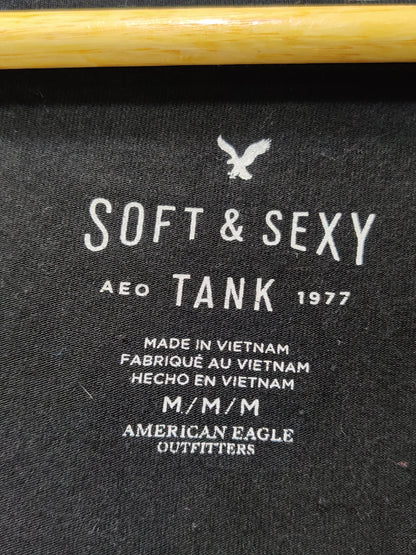 SOFT & SEXY
AEO TANK 1977
MADE IN VIETNAM
FABRIQUÉ AU VIETNAM
HECHO EN VIETNAM
M/M/M
AMERICAN EAGLE
OUTFITTERS